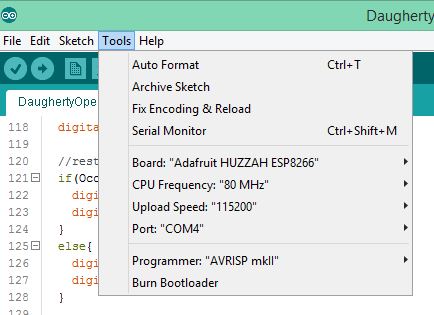 Daugherty
File Edit Sketch Tools Help
DaughertyOpe
Auto Format Ctrl+T
Archive Sketch
Fix Encoding & Reload
Serial Monitor Ctrl+Shift+M
Board: "Adafruit HUZZAH ESP8266"
CPU Frequency: "80 MHz"
Upload Speed: "115200"
Port: "COM4"
Programmer: "AVRISP mkII"
Burn Bootloader
118 digita
119
120 //rest
121 if(Occ
122 digi
123 digi
124 }
125 else{
126 digi
127 digi
128 }